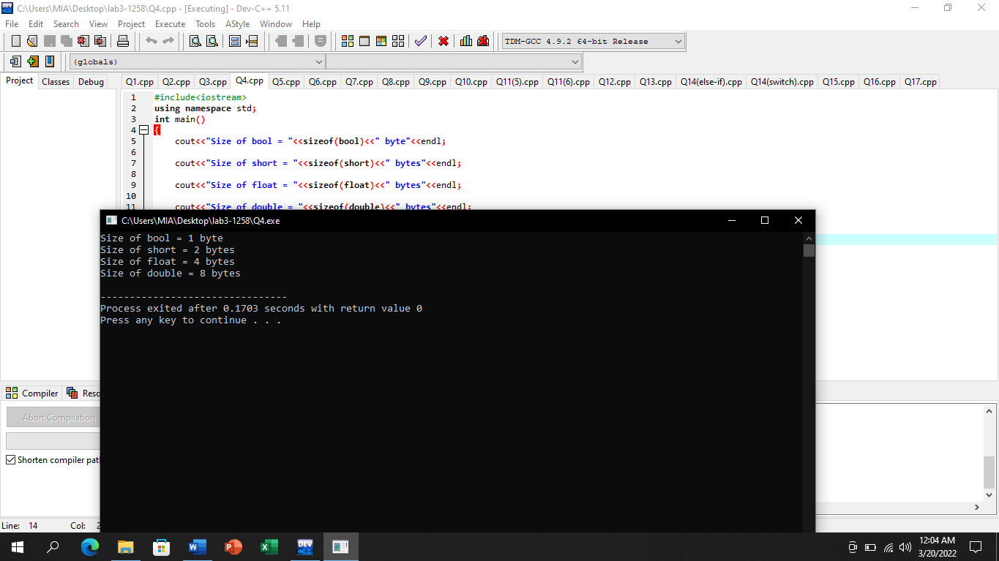 C:\Users\MIA\Desktop\lab3-1258\Q4.cpp - [Executing] - Dev-C++ 5.11
File Edit Search View Project Execute Tools AStyle Window Help
TDM-GCC 4.9.2 64-bit Release
(globals)
Project Classes Debug Q1.cpp Q2.cpp Q3.cpp Q4.cpp Q5.cpp Q6.cpp Q7.cpp Q8.cpp Q9.cpp Q10.cpp Q11(5).cpp Q11(6).cpp Q12.cpp Q13.cpp Q14(else-if).cpp Q14(switch).cpp Q15.cpp Q16.cpp Q17.cpp
1 #include<iostream>
2 using namespace std;
3 int main()
4 {
5 cout<<"Size of bool = "<<sizeof(bool)<<" byte"<<endl;
6
7 cout<<"Size of short = "<<sizeof(short)<<" bytes"<<endl;
8
9 cout<<"Size of float = "<<sizeof(float)<<" bytes"<<endl;
10
11 cout<<"Size of double = "<<sizeof(double)<<" bytes"<<endl;
C:\Users\MIA\Desktop\lab3-1258\Q4.exe
Size of bool = 1 byte
Size of short = 2 bytes
Size of float = 4 bytes
Size of double = 8 bytes
--------------------------------
Process exited after 0.1703 seconds with return value 0
Press any key to continue . . .
Compiler Reso
Abort Compilation
Shorten compiler pat
Line: 14 Col: 2
12:04 AM
3/20/2022